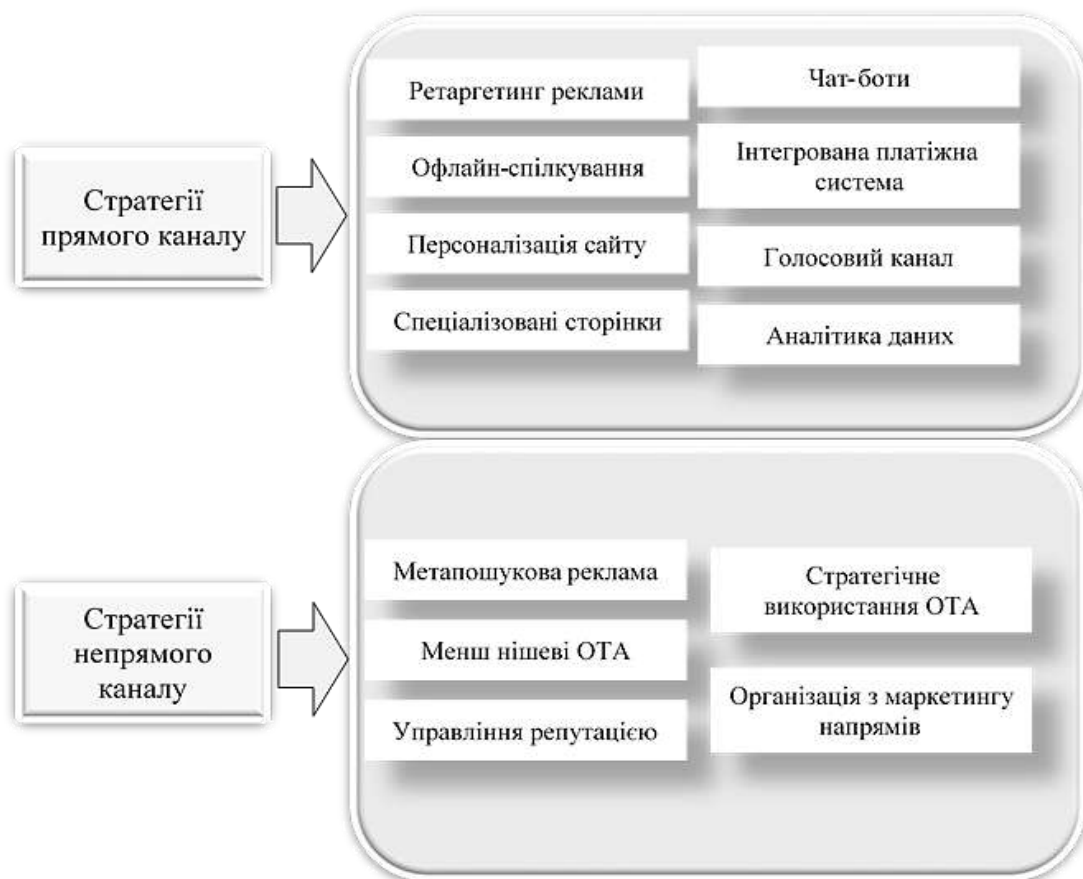 Стратегії
прямого каналу
Ретаргетинг реклами
Офлайн-спілкування
Персоналізація сайту
Спеціалізовані сторінки
Чат-боти
Інтегрована платіжна
система
Голосовий канал
Аналітика даних
Стратегії
непрямого
каналу
Метапошукова реклама
Менш нішеві ОТА
Управління репутацією
Стратегічне
використання ОТА
Організація з маркетингу
напрямів